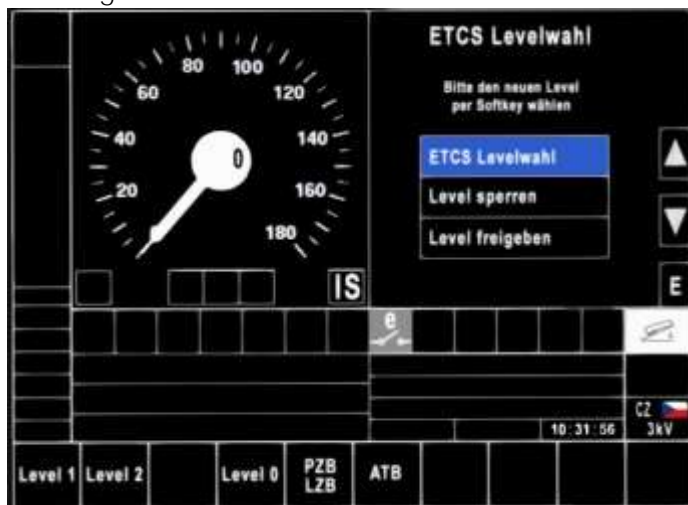 ETCS Levelwahl
Bitte den neuen Level
per Softkey wählen
ETCS Levelwahl
Level sperren
Level freigeben
E
20
40
60
80
100
120
140
160
180
0
IS
e
CZ
10:31:56
3kV
Level 1
Level 2
Level 0
PZB
LZB
ATB